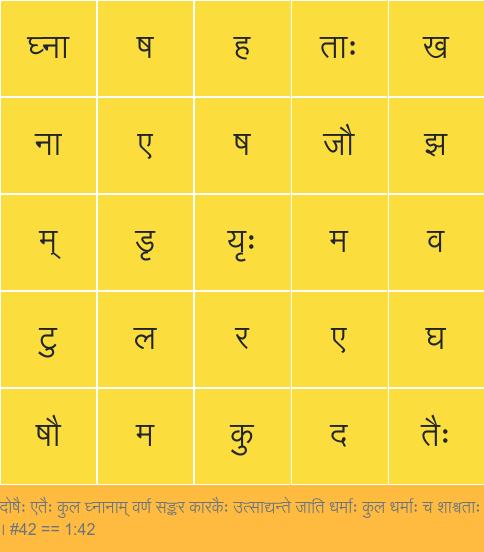 घ्ना ष ह ताः ख
ना ए ष जौ झ
म् ड़ृ यृः म व
टु ल र ए घ
षौ म कु द तैः
दोषैः एतैः कुल घ्नानाम् वर्ण सङ्कर कारकैः उत्साद्यन्ते जाति धर्माः कुल धर्माः च शाश्वताः
। #42 == 1:42